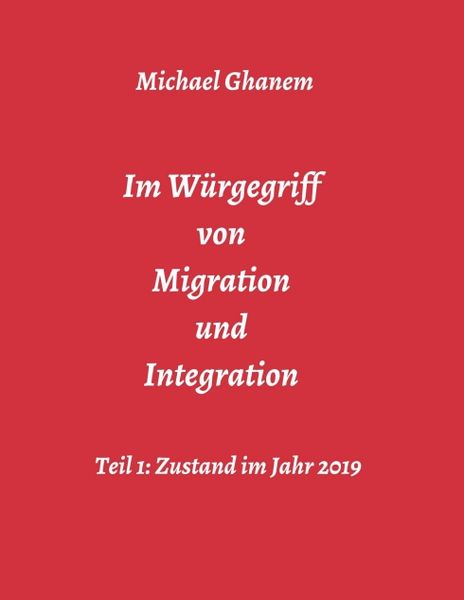 Michael Ghanem
Im Würgegriff
von
Migration
und
Integration
Teil 1: Zustand im Jahr 2019